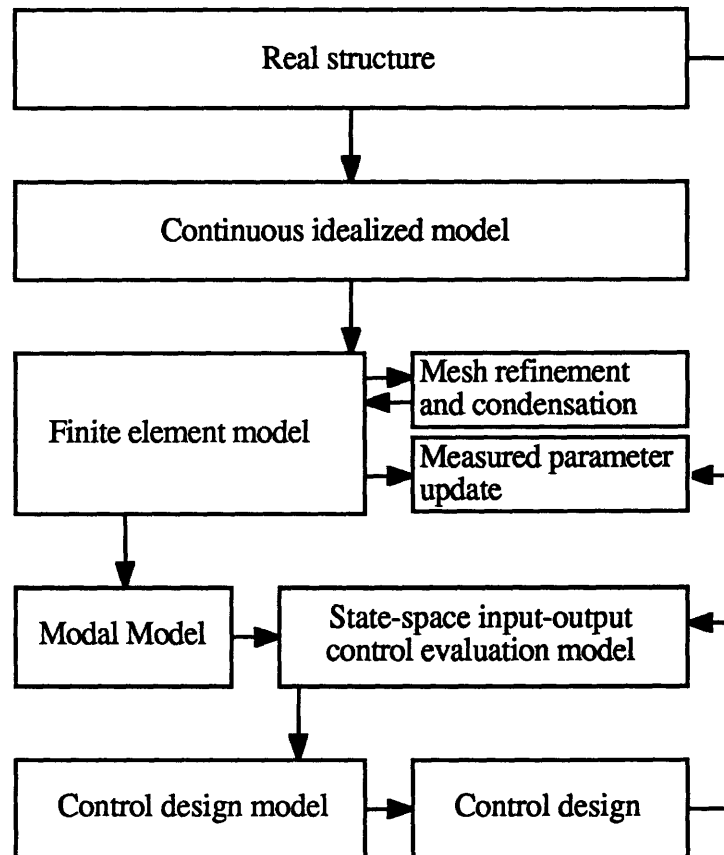 Real structure
Continuous idealized model
Finite element model
Mesh refinement
and condensation
Measured parameter
update
Modal Model
State-space input-output
control evaluation model
Control design model
Control design